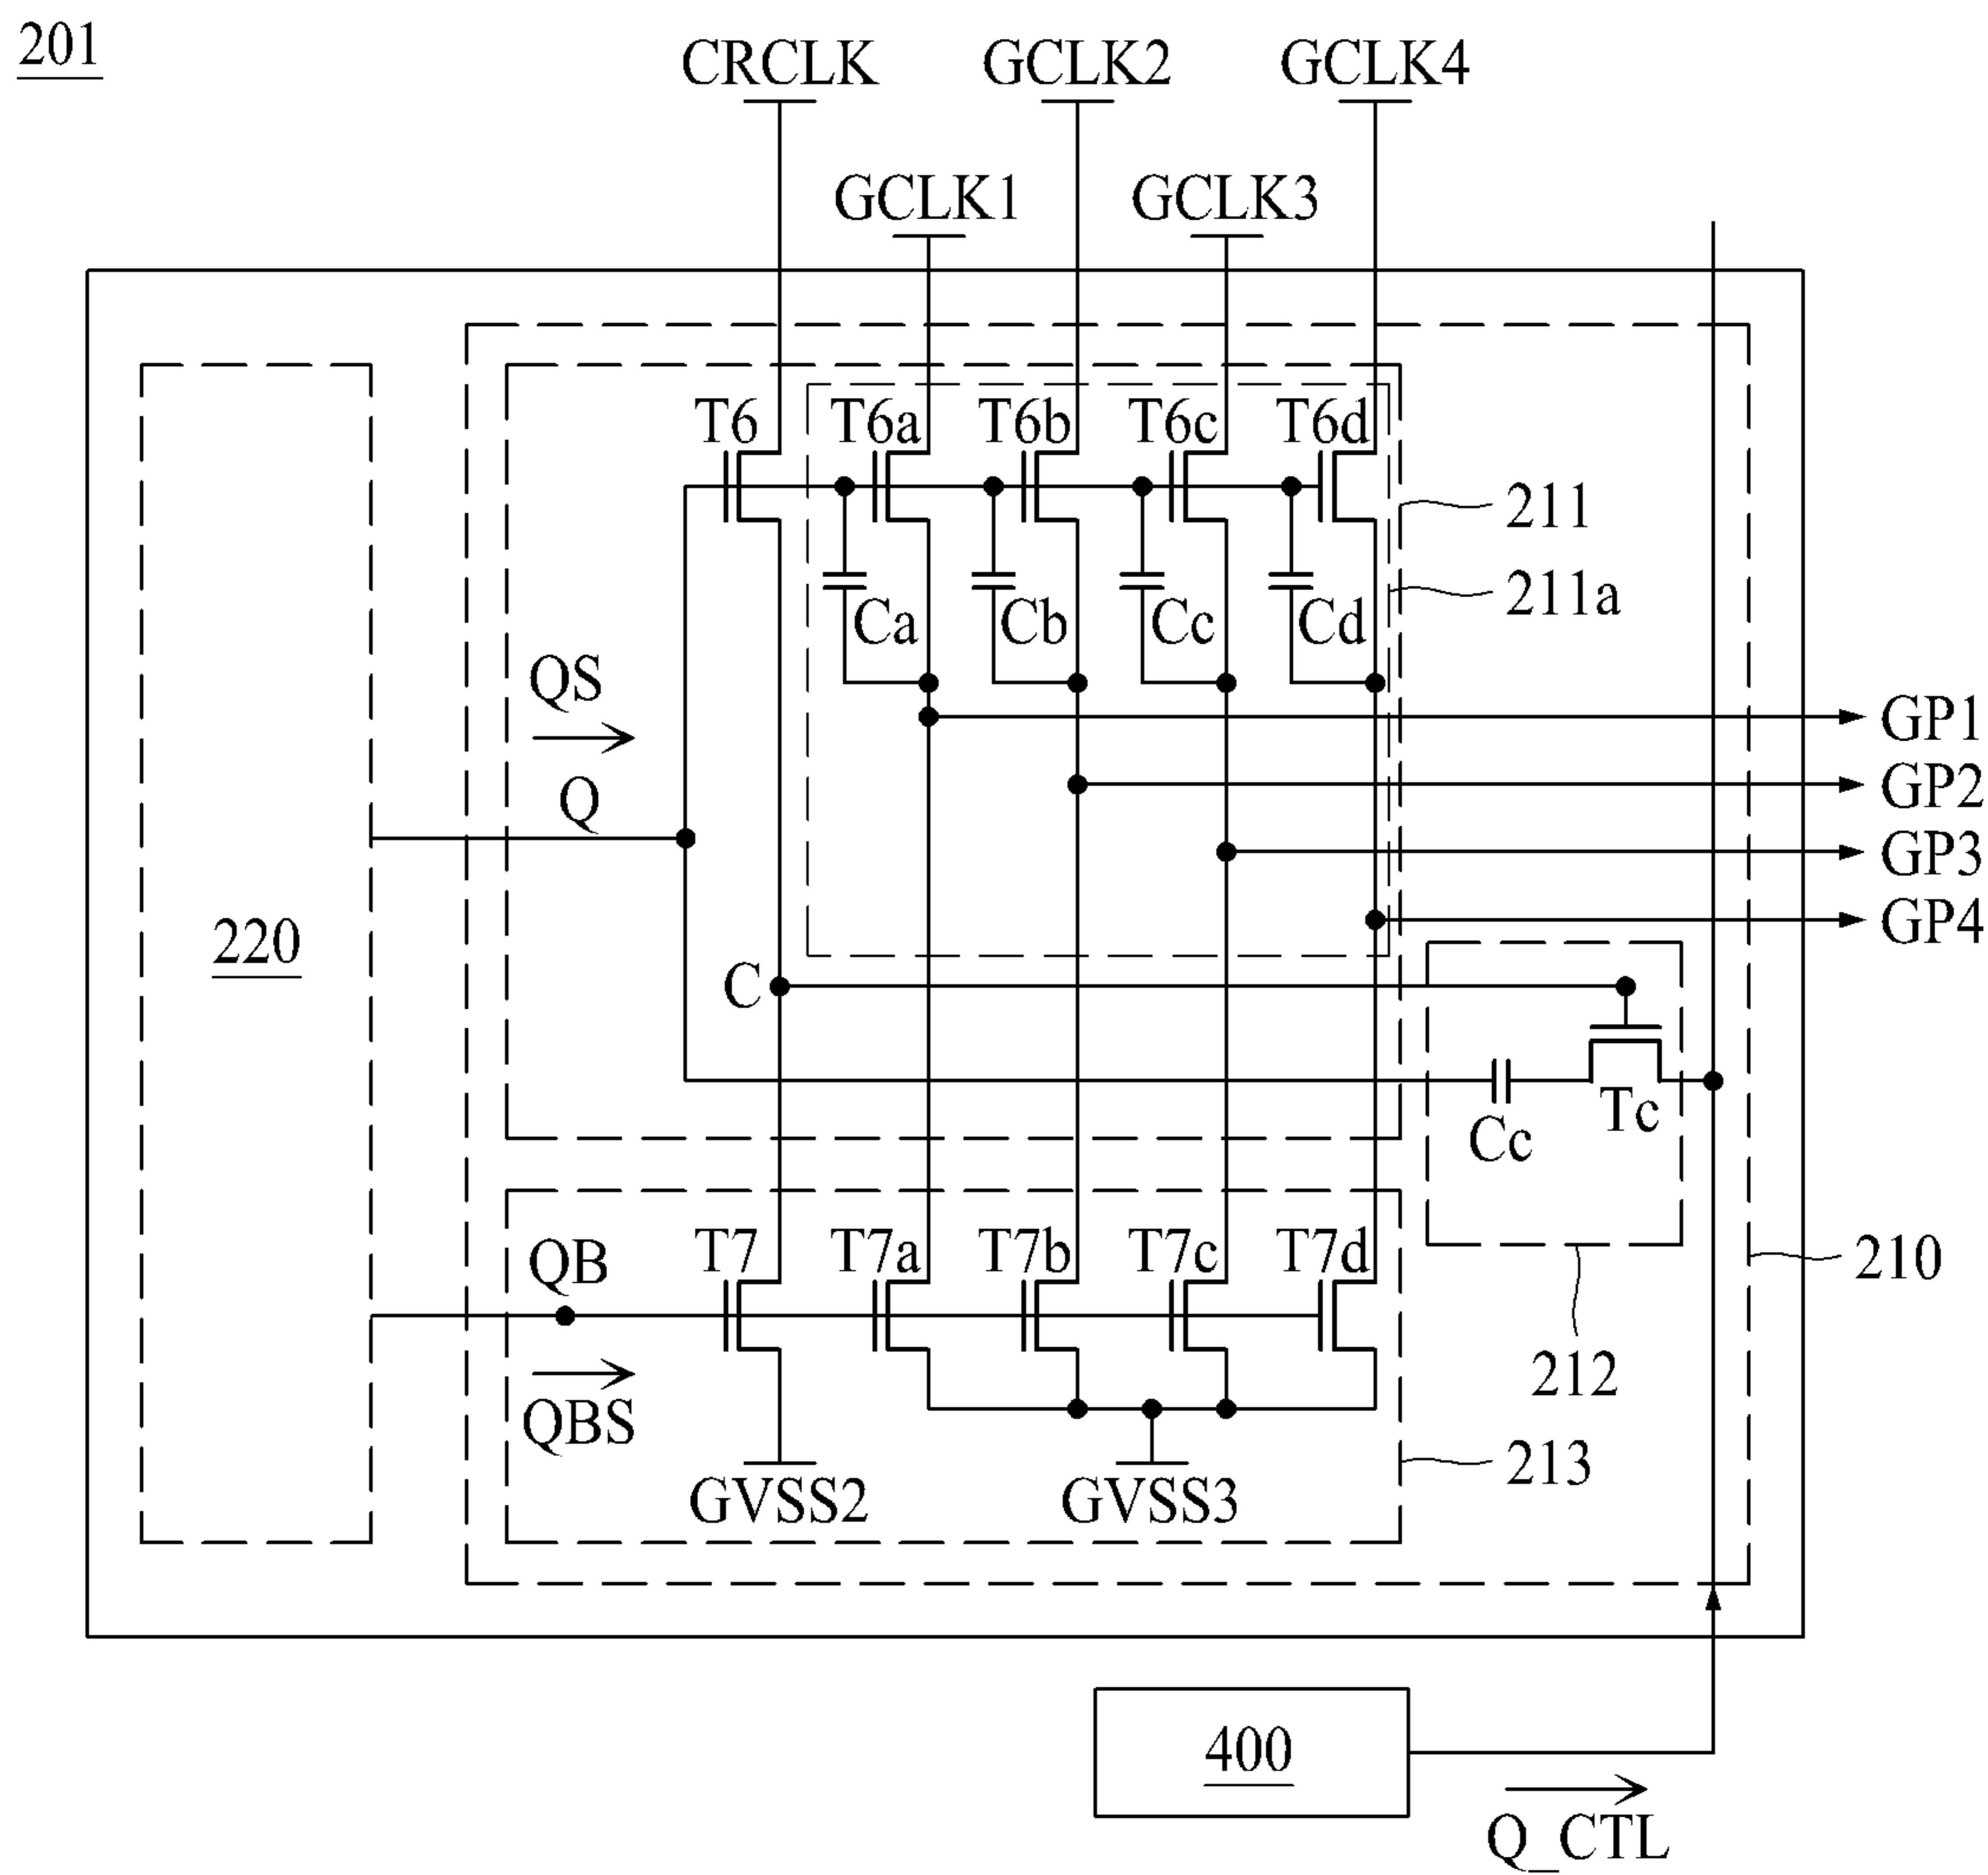 201
CRCLK
GCLK2
GCLK4
GCLK1
GCLK3
T6
T6a
T6b
T6c
T6d
211
211a
Ca
Cb
Cc
Cd
QS
Q
GP1
GP2
GP3
GP4
220
C
Tc
Cc
T7
T7a
T7b
T7c
T7d
QB
210
212
QBS
213
GVSS2
GVSS3
400
Q_CTL